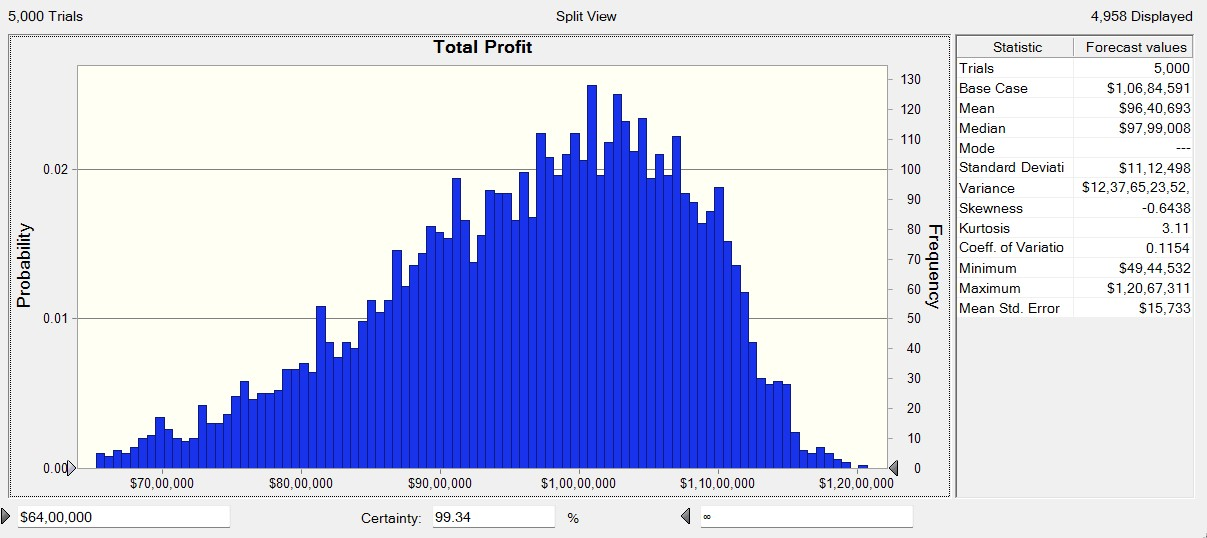 5,000 Trials
Split View
4,958 Displayed
Total Profit
Probability
0.02
0.01
0.00
130
120
110
100
90
80
70
60
50
40
30
20
10
0
Frequency
$70,00,000
$80,00,000
$90,00,000
$1,00,00,000
$1,10,00,000
$1,20,00,000
Statistic Forecast values
Trials 5,000
Base Case $1,06,84,591
Mean $96,40,693
Median $97,99,008
Mode ---
Standard Deviati $11,12,498
Variance $12,37,65,23,52,
Skewness -0.6438
Kurtosis 3.11
Coeff. of Variatio 0.1154
Minimum $49,44,532
Maximum $1,20,67,311
Mean Std. Error $15,733
$64,00,000
Certainty: 99.34 %
∞